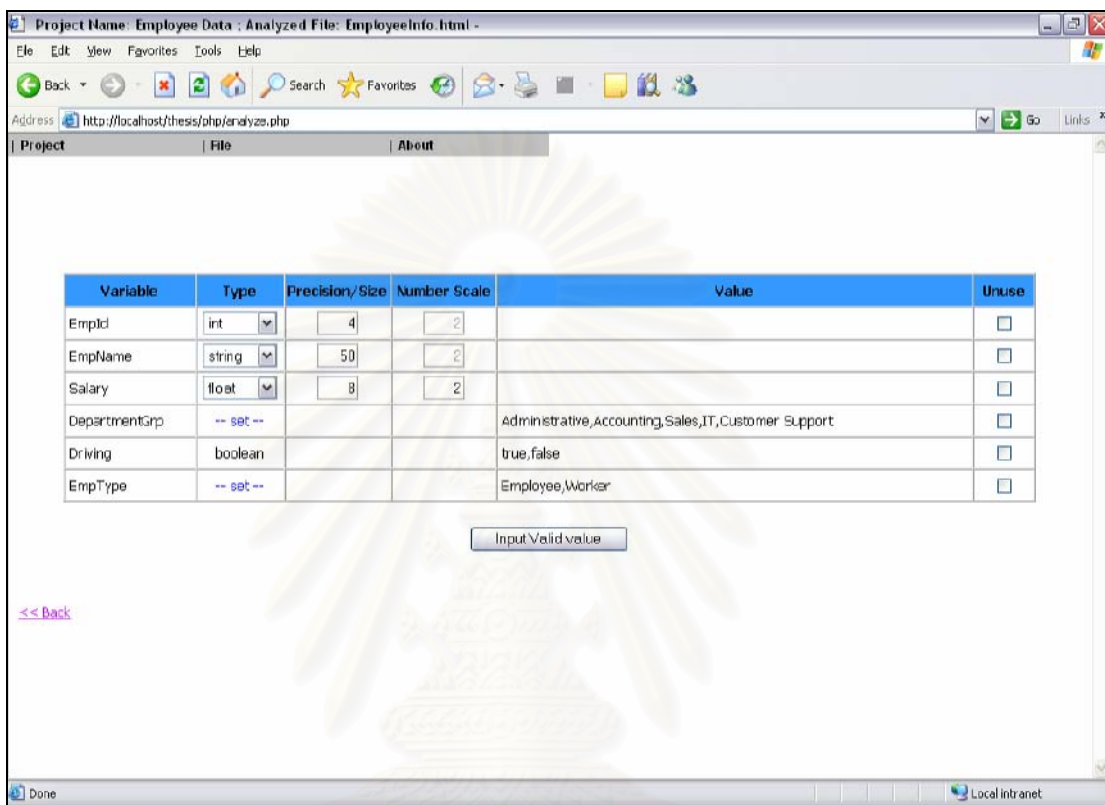 Project Name: Employee Data ; Analyzed File: EmployeeInfo.html -
File Edit View Favorites Tools Help
Back Search Favorites
Address http://localhost/thesis/php/analyze.php Go Links
| Project | File | About
Variable Type Precision/Size Number Scale Value Unuse
EmpId int 4 2
EmpName string 50 2
Salary float 8 2
DepartmentGrp -- set -- Administrative,Accounting,Sales,IT,Customer Support
Driving boolean true,false
EmpType -- set -- Employee,Worker
Input Valid value
<< Back
Done Local intranet